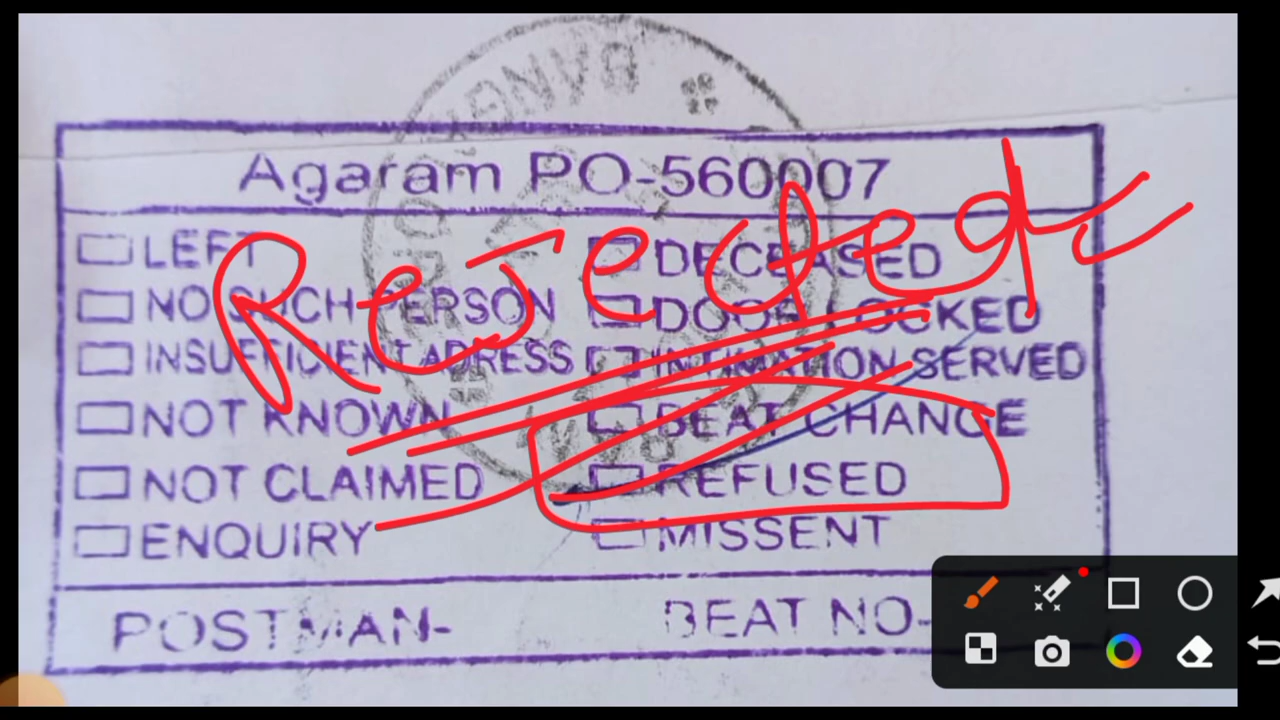 Agaram PO-560007
Rejected
LEFT DECEASED
NO SUCH PERSON DOOR LOCKED
INSUFFICIENT ADRESS INTIMATION SERVED
NOT KNOWN BEAT CHANGE
NOT CLAIMED REFUSED
ENQUIRY MISSENT
POSTMAN- BEAT NO-